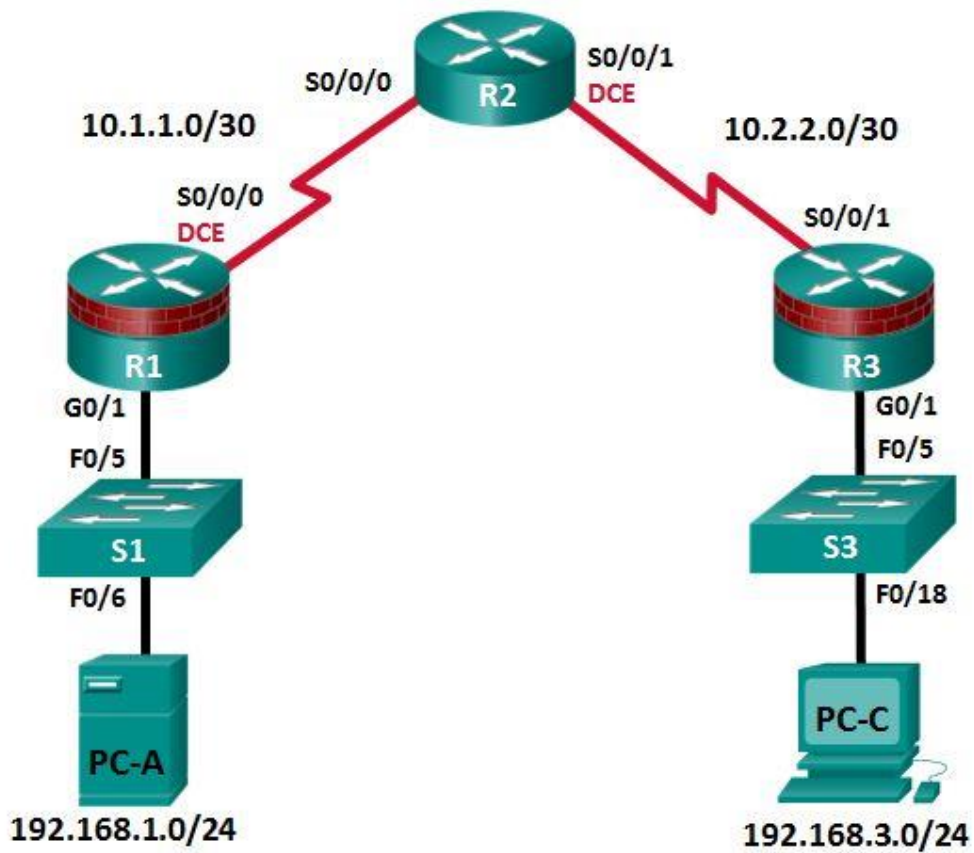 S0/0/0
R2
S0/0/1
DCE
10.1.1.0/30
10.2.2.0/30
S0/0/0
DCE
S0/0/1
R1
R3
G0/1
G0/1
F0/5
F0/5
S1
S3
F0/6
F0/18
PC-A
PC-C
192.168.1.0/24
192.168.3.0/24